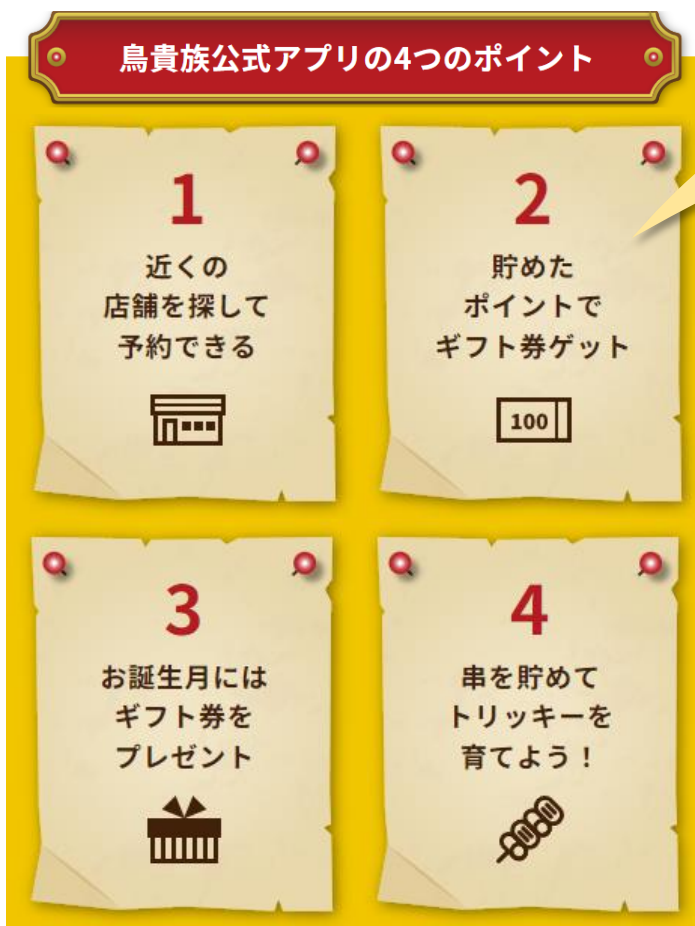 鳥貴族公式アプリの4つのポイント
1
近くの
店舗を探して
予約できる
2
貯めた
ポイントで
ギフト券ゲット
100
3
お誕生月には
ギフト券を
プレゼント
4
串を貯めて
トリッキーを
育てよう！